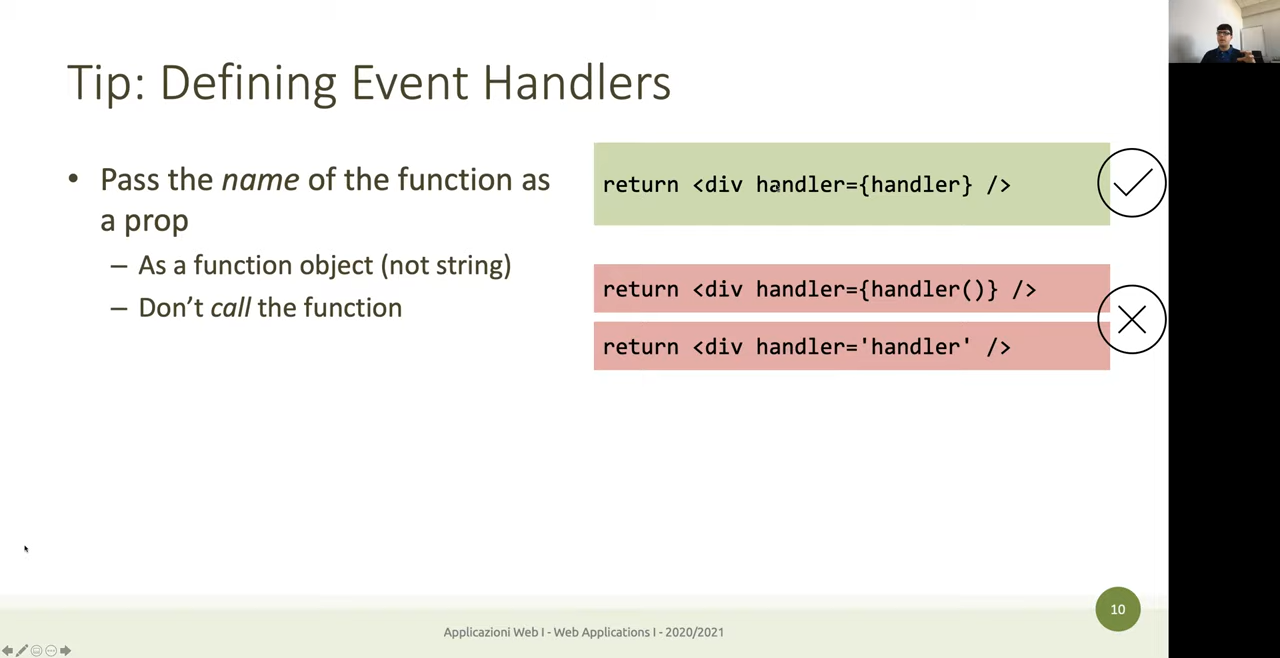 Tip: Defining Event Handlers
• Pass the name of the function as
a prop
– As a function object (not string)
– Don’t call the function
return <div handler={handler} />
return <div handler={handler()} />
return <div handler='handler' />
10
Applicazioni Web I - Web Applications I - 2020/2021